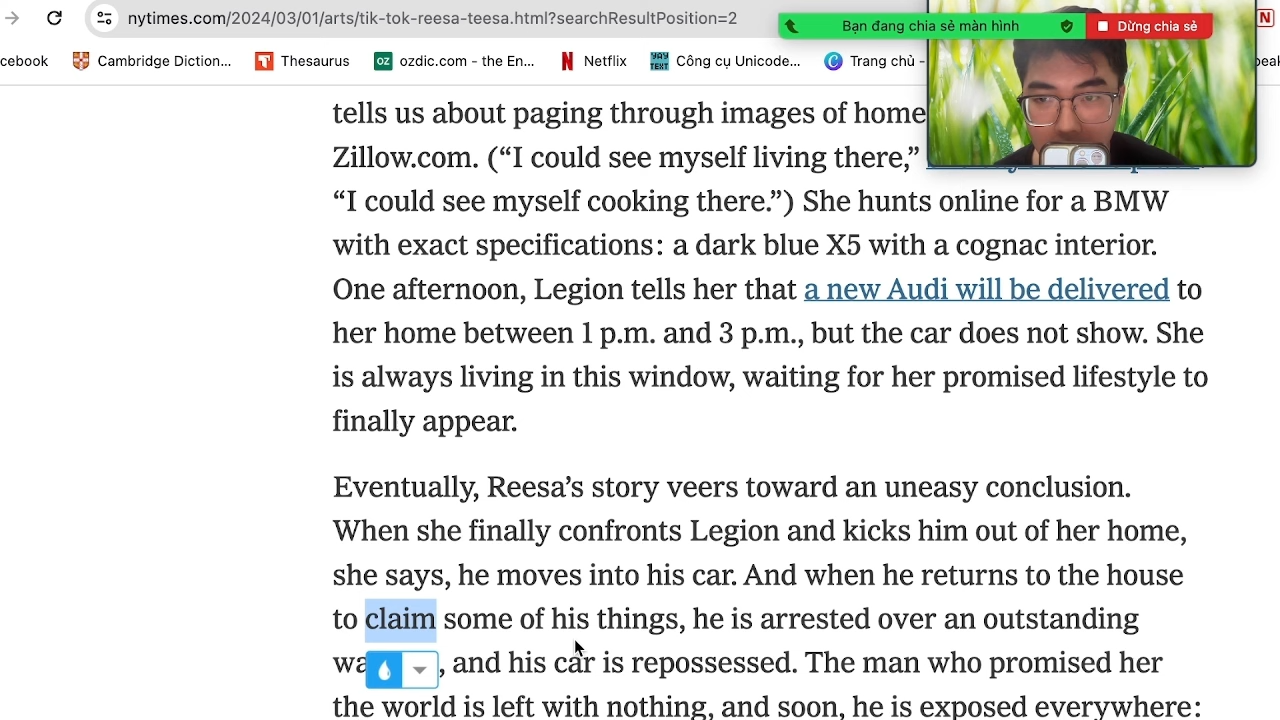 nytimes.com/2024/03/01/arts/tik-tok-reesa-teesa.html?searchResultPosition=2
Bạn đang chia sẻ màn hình
Dừng chia sẻ
N
cebook
Cambridge Diction...
T
Thesaurus
OZ
ozdic.com - the En...
N
Netflix
YAY
TEXT
Công cụ Unicode...
C
Trang chủ -
peak
tells us about paging through images of home
Zillow.com. (“I could see myself living there,”
“I could see myself cooking there.”) She hunts online for a BMW
with exact specifications: a dark blue X5 with a cognac interior.
One afternoon, Legion tells her that a new Audi will be delivered to
her home between 1 p.m. and 3 p.m., but the car does not show. She
is always living in this window, waiting for her promised lifestyle to
finally appear.
Eventually, Reesa’s story veers toward an uneasy conclusion.
When she finally confronts Legion and kicks him out of her home,
she says, he moves into his car. And when he returns to the house
to claim some of his things, he is arrested over an outstanding
wa , and his car is repossessed. The man who promised her
the world is left with nothing, and soon, he is exposed everywhere: